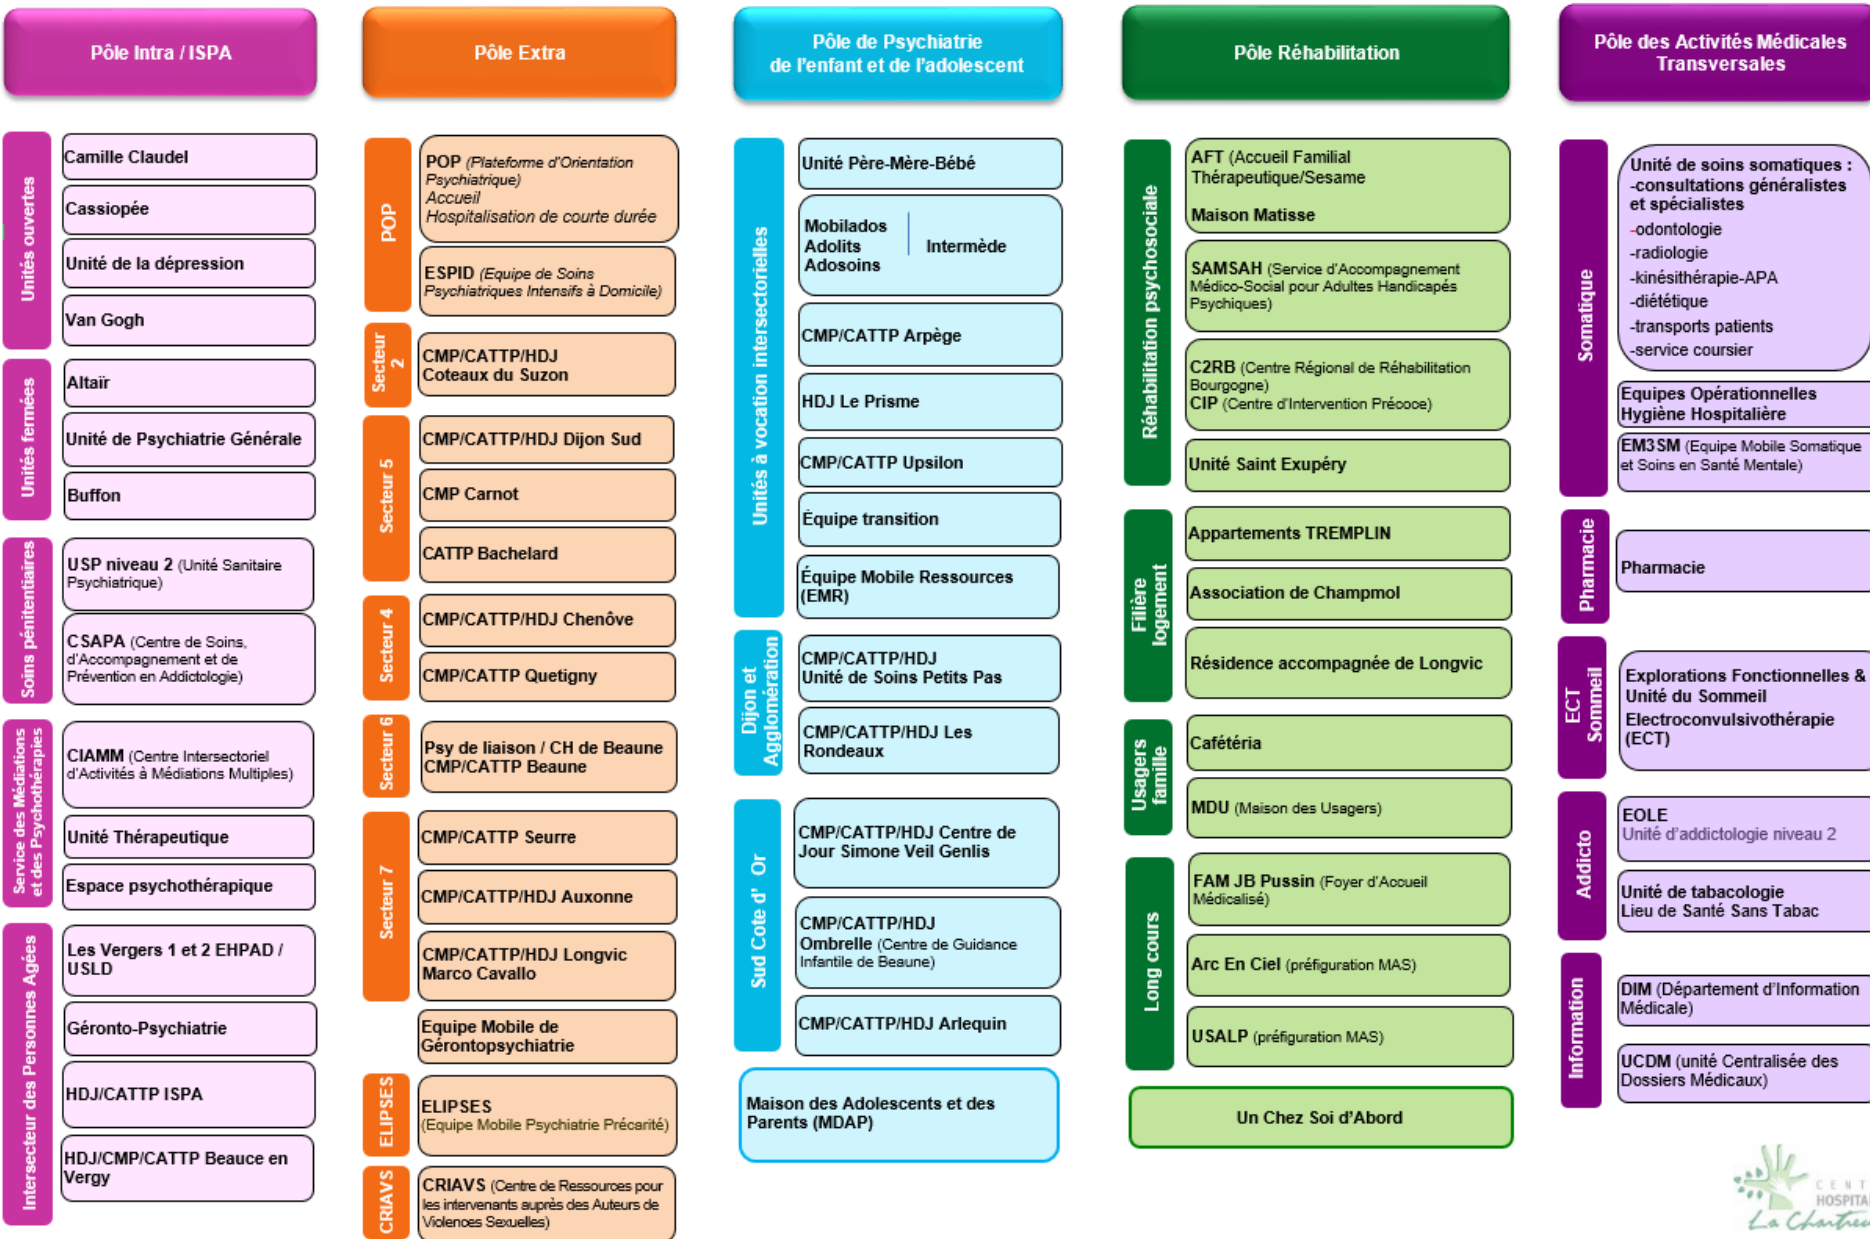 Pôle Intra / ISPA
Unités ouvertes
Camille Claudel
Cassiopée
Unité de la dépression
Van Gogh
Unités fermées
Altaïr
Unité de Psychiatrie Générale
Buffon
Soins pénitentiaires
USP niveau 2 (Unité Sanitaire
Psychiatrique)
CSAPA (Centre de Soins,
d'Accompagnement et de
Prévention en Addictologie)
Service des Médiations
et des Psychothérapies
CIAMM (Centre Intersectoriel
d'Activités à Médiations Multiples)
Unité Thérapeutique
Espace psychothérapique
Intersecteur des Personnes Agées
Les Vergers 1 et 2 EHPAD /
USLD
Géronto-Psychiatrie
HDJ/CATTP ISPA
HDJ/CMP/CATTP Beauce en
Vergy
Pôle Extra
POP
POP (Plateforme d'Orientation
Psychiatrique)
Accueil
Hospitalisation de courte durée
ESPID (Equipe de Soins
Psychiatriques Intensifs à Domicile)
Secteur
2
CMP/CATTP/HDJ
Coteaux du Suzon
Secteur 5
CMP/CATTP/HDJ Dijon Sud
CMP Carnot
CATTP Bachelard
Secteur 4
CMP/CATTP/HDJ Chenôve
CMP/CATTP Quetigny
Secteur 6
Psy de liaison / CH de Beaune
CMP/CATTP Beaune
Secteur 7
CMP/CATTP Seurre
CMP/CATTP/HDJ Auxonne
CMP/CATTP/HDJ Longvic
Marco Cavallo
Equipe Mobile de
Gérontopsychiatrie
ELIPSES
ELIPSES
(Equipe Mobile Psychiatrie Précarité)
CRIAVS
CRIAVS (Centre de Ressources pour
les intervenants auprès des Auteurs de
Violences Sexuelles)
Pôle de Psychiatrie
de l'enfant et de l'adolescent
Unités à vocation intersectorielles
Unité Père-Mère-Bébé
Mobilados
Adolits
Adosoins
Intermède
CMP/CATTP Arpège
HDJ Le Prisme
CMP/CATTP Upsilon
Équipe transition
Équipe Mobile Ressources
(EMR)
Dijon et
Agglomération
CMP/CATTP/HDJ
Unité de Soins Petits Pas
CMP/CATTP/HDJ Les
Rondeaux
Sud Cote d' Or
CMP/CATTP/HDJ Centre de
Jour Simone Veil Genlis
CMP/CATTP/HDJ
Ombrelle (Centre de Guidance
Infantile de Beaune)
CMP/CATTP/HDJ Arlequin
Maison des Adolescents et des
Parents (MDAP)
Pôle Réhabilitation
Réhabilitation psychosociale
AFT (Accueil Familial
Thérapeutique/Sesame
Maison Matisse
SAMSAH (Service d'Accompagnement
Médico-Social pour Adultes Handicapés
Psychiques)
C2RB (Centre Régional de Réhabilitation
Bourgogne)
CIP (Centre d'Intervention Précoce)
Unité Saint Exupéry
Filière
logement
Appartements TREMPLIN
Association de Champmol
Résidence accompagnée de Longvic
Usagers
famille
Cafétéria
MDU (Maison des Usagers)
Long cours
FAM JB Pussin (Foyer d'Accueil
Médicalisé)
Arc En Ciel (préfiguration MAS)
USALP (préfiguration MAS)
Un Chez Soi d'Abord
Pôle des Activités Médicales
Transversales
Somatique
Unité de soins somatiques :
-consultations généralistes
et spécialistes
-odontologie
-radiologie
-kinésithérapie-APA
-diététique
-transports patients
-service coursier
Equipes Opérationnelles
Hygiène Hospitalière
EM3SM (Equipe Mobile Somatique
et Soins en Santé Mentale)
Pharmacie
Pharmacie
ECT
Sommeil
Explorations Fonctionnelles &
Unité du Sommeil
Electroconvulsivothérapie
(ECT)
Addicto
EOLE
Unité d'addictologie niveau 2
Unité de tabacologie
Lieu de Santé Sans Tabac
Information
DIM (Département d'Information
Médicale)
UCDM (unité Centralisée des
Dossiers Médicaux)
CENT
HOSPITA
La Chartreu